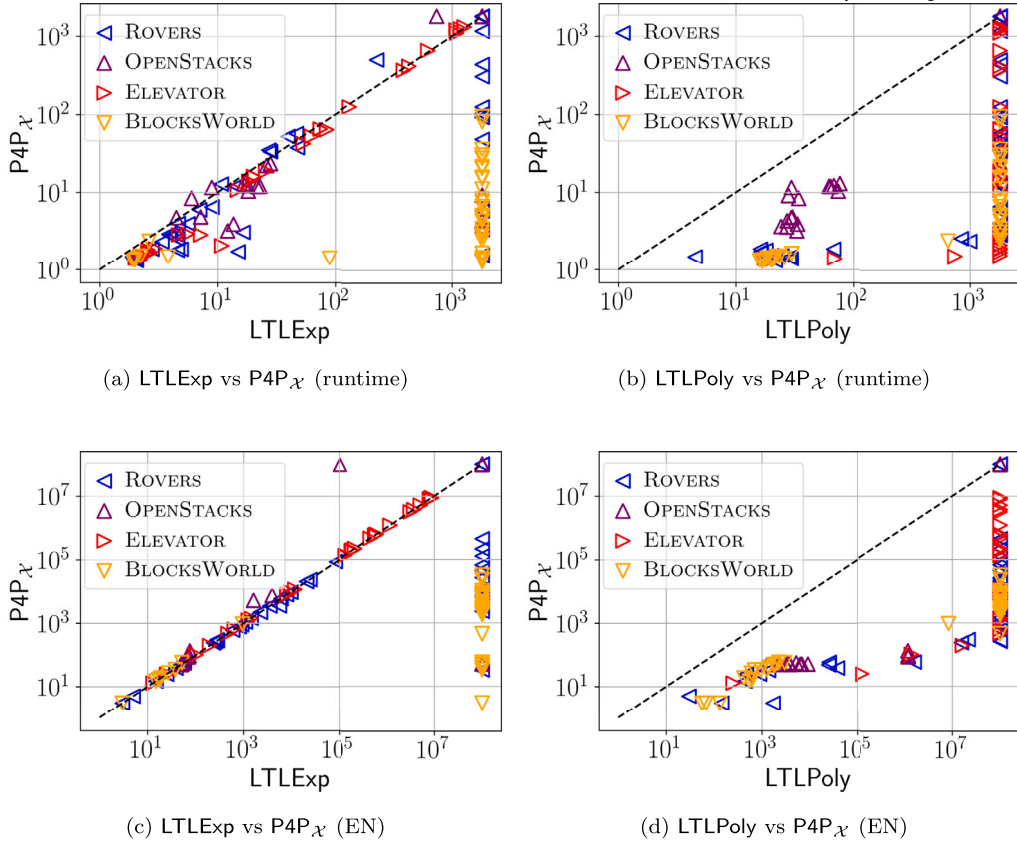 10³
10²
10¹
10⁰
P4P𝒳
ROVERS
OPENSTACKS
ELEVATOR
BLOCKSWORLD
10⁰ 10¹ 10² 10³
LTLExp
(a) LTLExp vs P4P𝒳 (runtime)
10³
10²
10¹
10⁰
P4P𝒳
ROVERS
OPENSTACKS
ELEVATOR
BLOCKSWORLD
10⁰ 10¹ 10² 10³
LTLPoly
(b) LTLPoly vs P4P𝒳 (runtime)
10⁷
10⁵
10³
10¹
P4P𝒳
ROVERS
OPENSTACKS
ELEVATOR
BLOCKSWORLD
10¹ 10³ 10⁵ 10⁷
LTLExp
(c) LTLExp vs P4P𝒳 (EN)
10⁷
10⁵
10³
10¹
P4P𝒳
ROVERS
OPENSTACKS
ELEVATOR
BLOCKSWORLD
10¹ 10³ 10⁵ 10⁷
LTLPoly
(d) LTLPoly vs P4P𝒳 (EN)